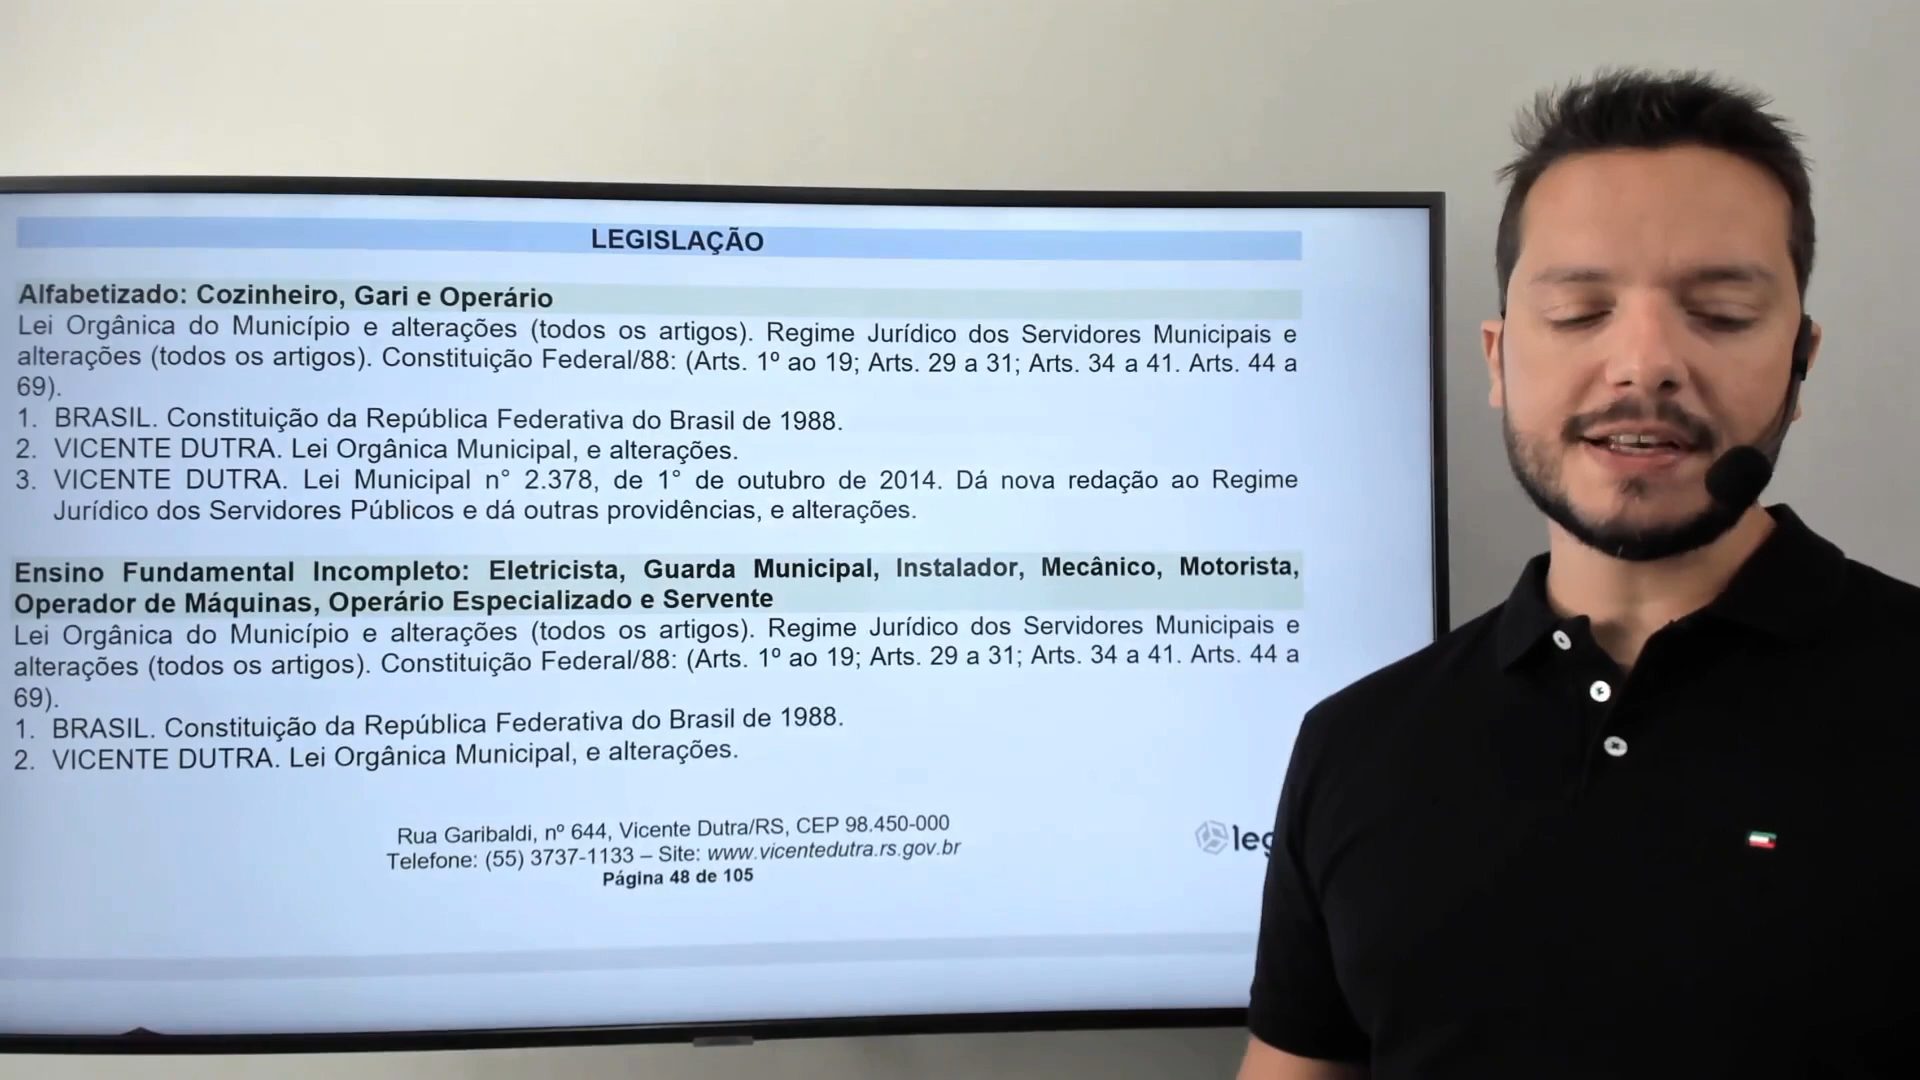 LEGISLAÇÃO
Alfabetizado: Cozinheiro, Gari e Operário
Lei Orgânica do Município e alterações (todos os artigos). Regime Jurídico dos Servidores Municipais e
alterações (todos os artigos). Constituição Federal/88: (Arts. 1º ao 19; Arts. 29 a 31; Arts. 34 a 41. Arts. 44 a
69).
1. BRASIL. Constituição da República Federativa do Brasil de 1988.
2. VICENTE DUTRA. Lei Orgânica Municipal, e alterações.
3. VICENTE DUTRA. Lei Municipal n° 2.378, de 1° de outubro de 2014. Dá nova redação ao Regime
Jurídico dos Servidores Públicos e dá outras providências, e alterações.
Ensino Fundamental Incompleto: Eletricista, Guarda Municipal, Instalador, Mecânico, Motorista,
Operador de Máquinas, Operário Especializado e Servente
Lei Orgânica do Município e alterações (todos os artigos). Regime Jurídico dos Servidores Municipais e
alterações (todos os artigos). Constituição Federal/88: (Arts. 1º ao 19; Arts. 29 a 31; Arts. 34 a 41. Arts. 44 a
69).
1. BRASIL. Constituição da República Federativa do Brasil de 1988.
2. VICENTE DUTRA. Lei Orgânica Municipal, e alterações.
Rua Garibaldi, nº 644, Vicente Dutra/RS, CEP 98.450-000
Telefone: (55) 3737-1133 – Site: www.vicentedutra.rs.gov.br
Página 48 de 105